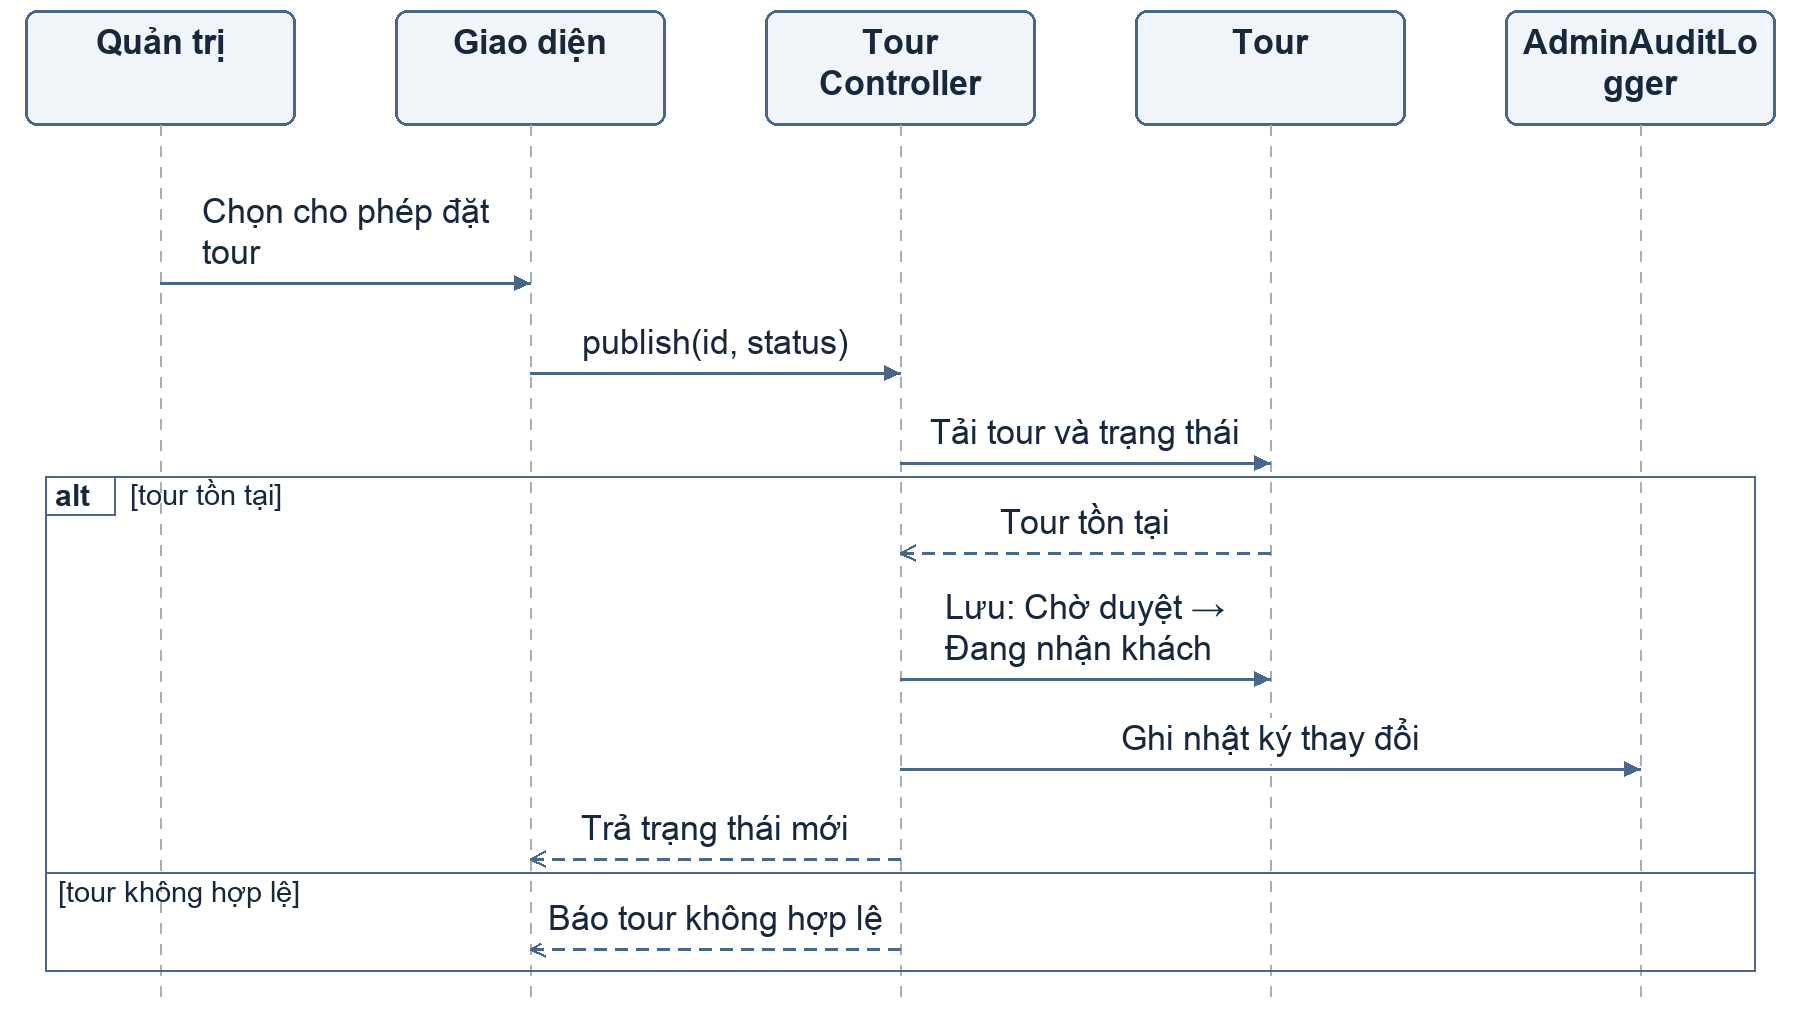 Quản trị
Giao diện
Tour
Controller
Tour
AdminAuditLo
gger
Chọn cho phép đặt
tour
publish(id, status)
Tải tour và trạng thái
alt
[tour tồn tại]
Tour tồn tại
Lưu: Chờ duyệt →
Đang nhận khách
Ghi nhật ký thay đổi
Trả trạng thái mới
[tour không hợp lệ]
Báo tour không hợp lệ